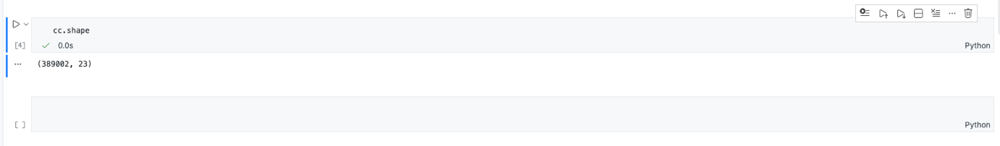 cc.shape
[4]
0.0s
Python
...
(389002, 23)
[ ]
Python